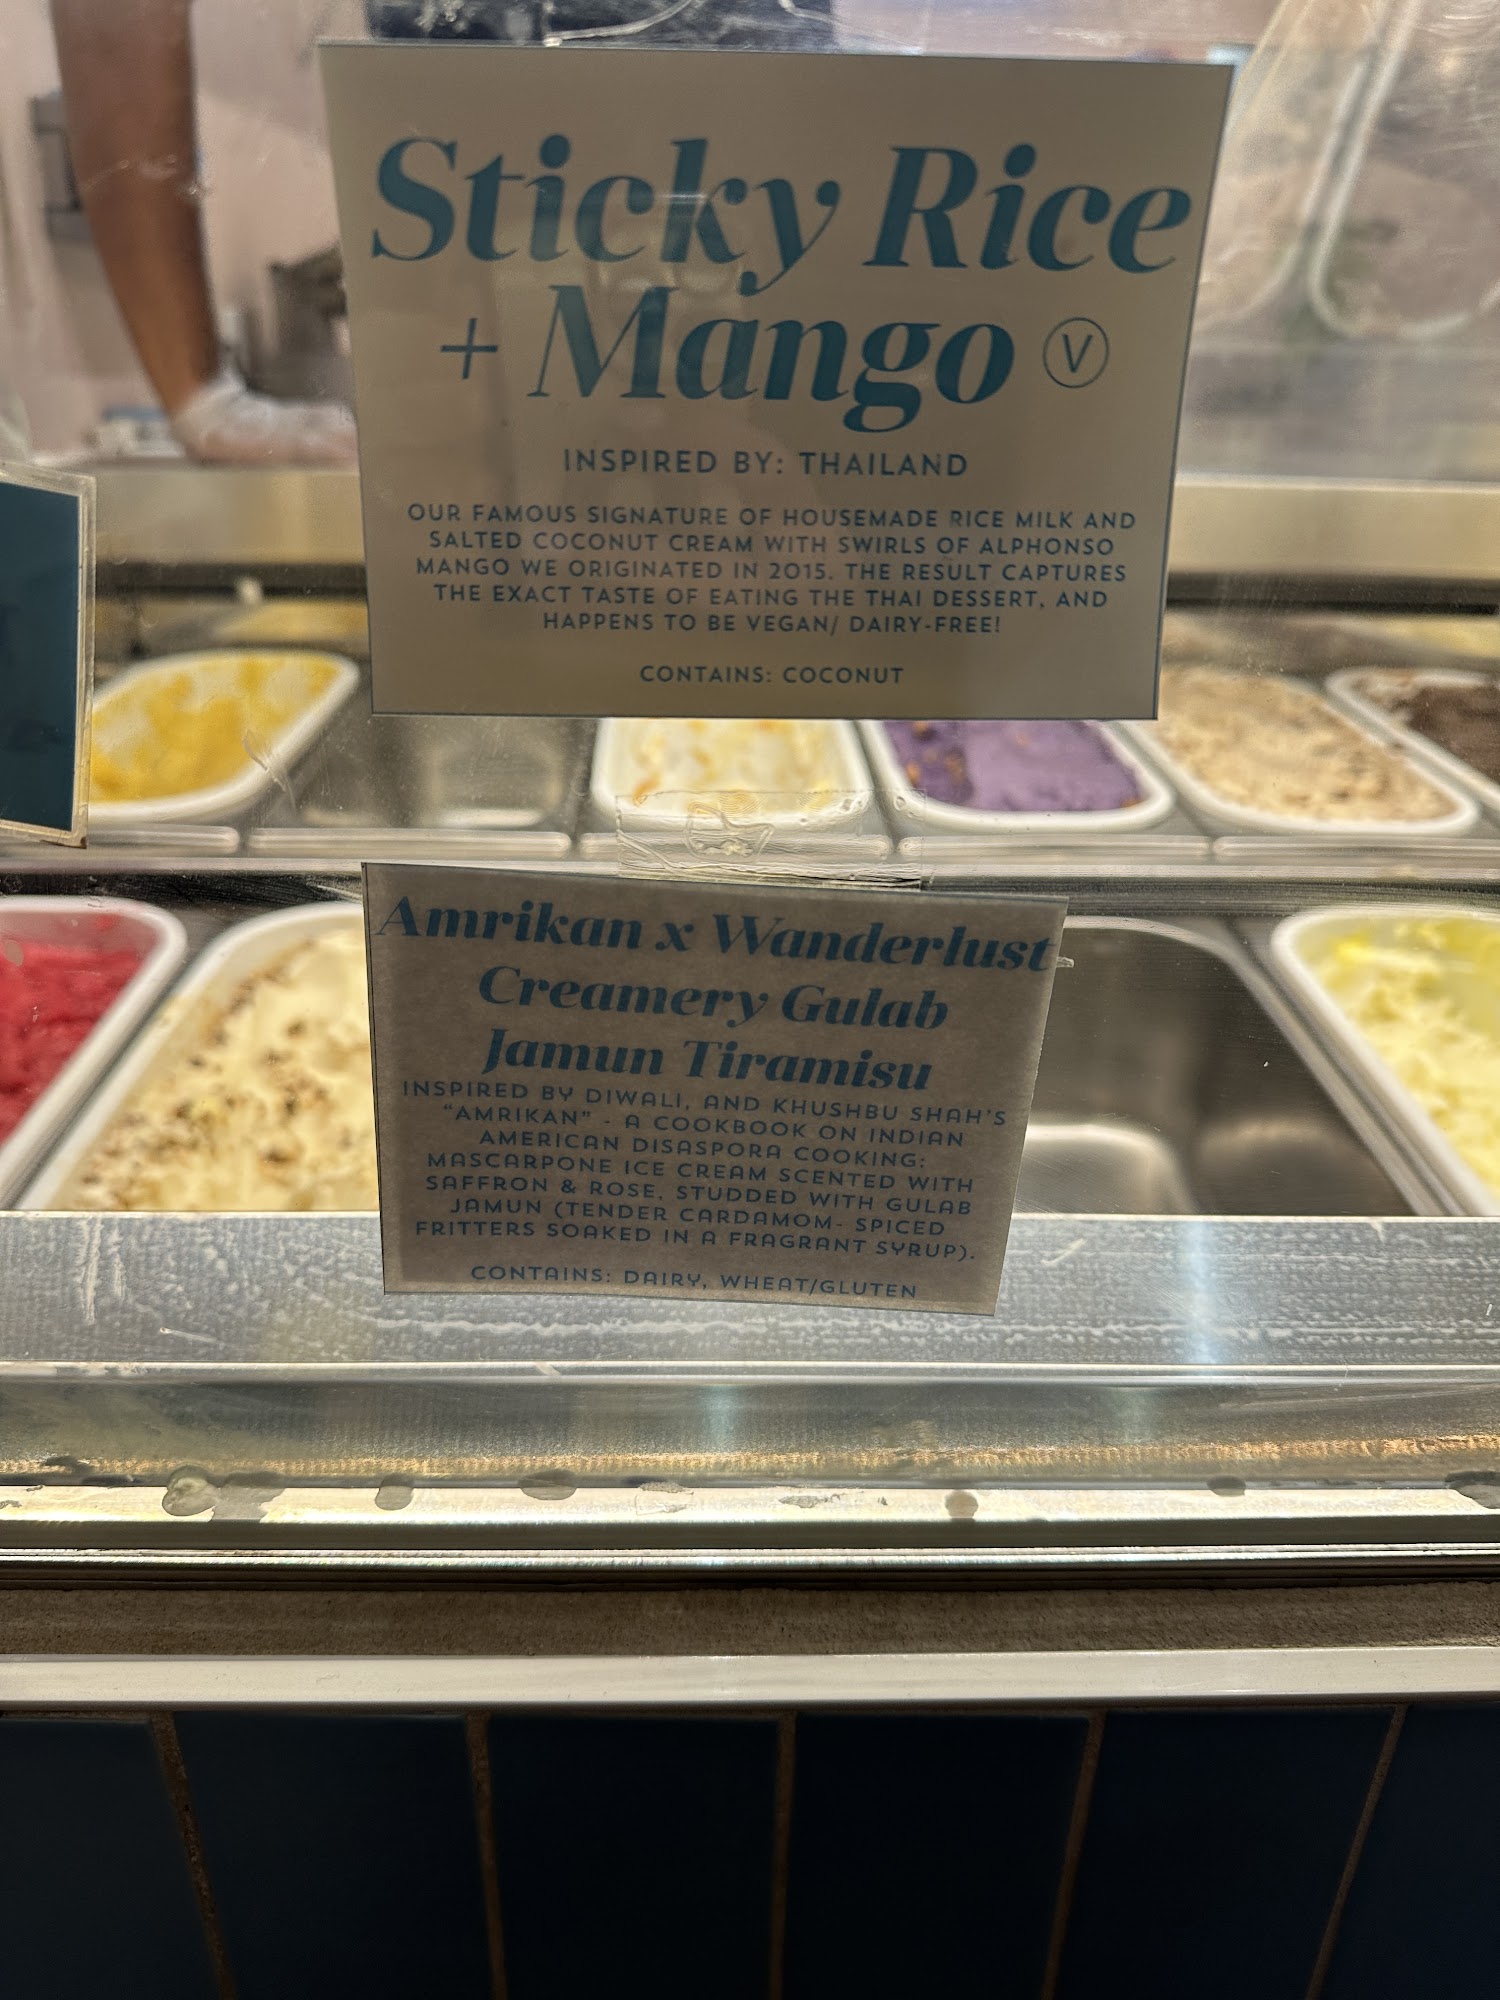 Sticky Rice
+ Mango Ⓥ
INSPIRED BY: THAILAND
OUR FAMOUS SIGNATURE OF HOUSEMADE RICE MILK AND
SALTED COCONUT CREAM WITH SWIRLS OF ALPHONSO
MANGO WE ORIGINATED IN 2015. THE RESULT CAPTURES
THE EXACT TASTE OF EATING THE THAI DESSERT, AND
HAPPENS TO BE VEGAN/ DAIRY-FREE!
CONTAINS: COCONUT
Amrikan x Wanderlust
Creamery Gulab
Jamun Tiramisu
INSPIRED BY DIWALI, AND KHUSHBU SHAH'S
"AMRIKAN" - A COOKBOOK ON INDIAN
AMERICAN DISASPORA COOKING:
MASCARPONE ICE CREAM SCENTED WITH
SAFFRON & ROSE, STUDDED WITH GULAB
JAMUN (TENDER CARDAMOM- SPICED
FRITTERS SOAKED IN A FRAGRANT SYRUP).
CONTAINS: DAIRY, WHEAT/GLUTEN